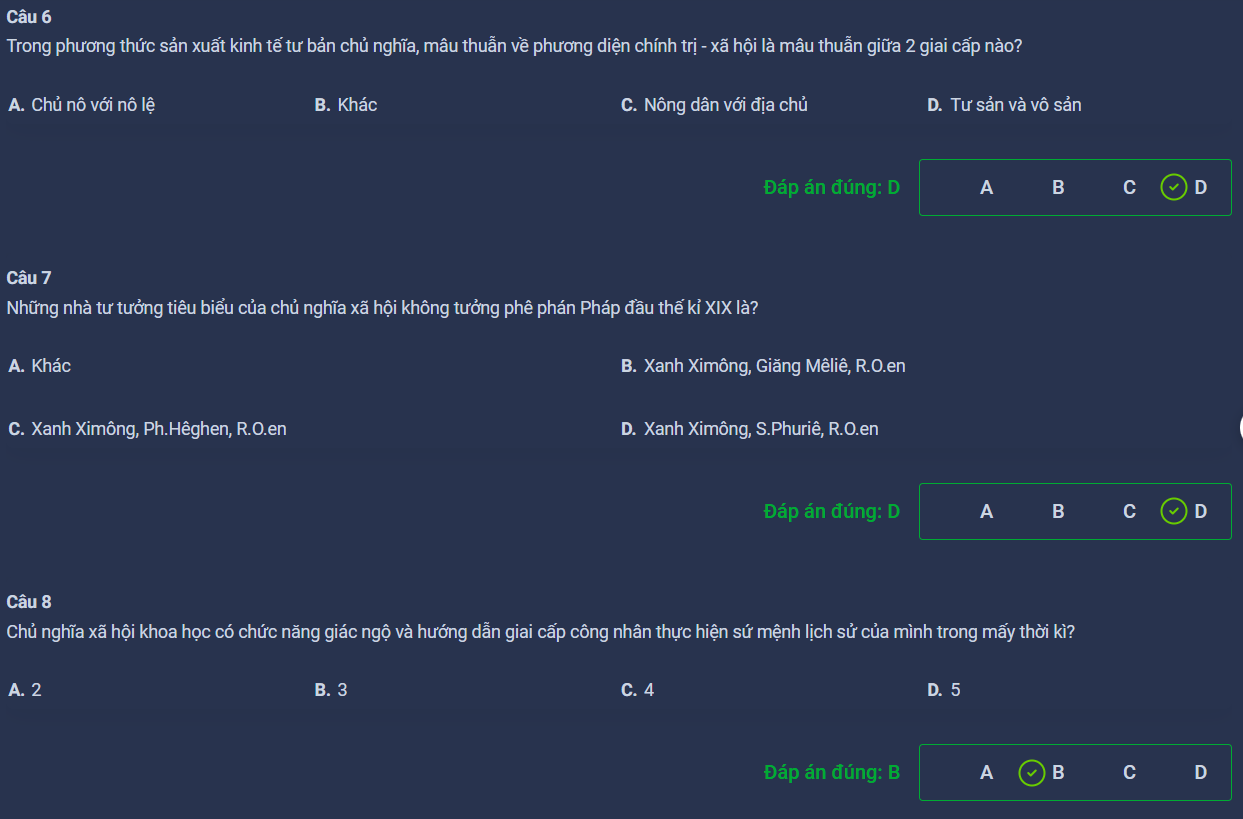 Câu 6
Trong phương thức sản xuất kinh tế tư bản chủ nghĩa, mâu thuẫn về phương diện chính trị - xã hội là mâu thuẫn giữa 2 giai cấp nào?
A. Chủ nô với nô lệ B. Khác C. Nông dân với địa chủ D. Tư sản và vô sản
Đáp án đúng: D A B C D
Câu 7
Những nhà tư tưởng tiêu biểu của chủ nghĩa xã hội không tưởng phê phán Pháp đầu thế kỉ XIX là?
A. Khác B. Xanh Ximông, Giăng Mêliê, R.O.en
C. Xanh Ximông, Ph.Hêghen, R.O.en D. Xanh Ximông, S.Phuriê, R.O.en
Đáp án đúng: D A B C D
Câu 8
Chủ nghĩa xã hội khoa học có chức năng giác ngộ và hướng dẫn giai cấp công nhân thực hiện sứ mệnh lịch sử của mình trong mấy thời kì?
A. 2 B. 3 C. 4 D. 5
Đáp án đúng: B A B C D